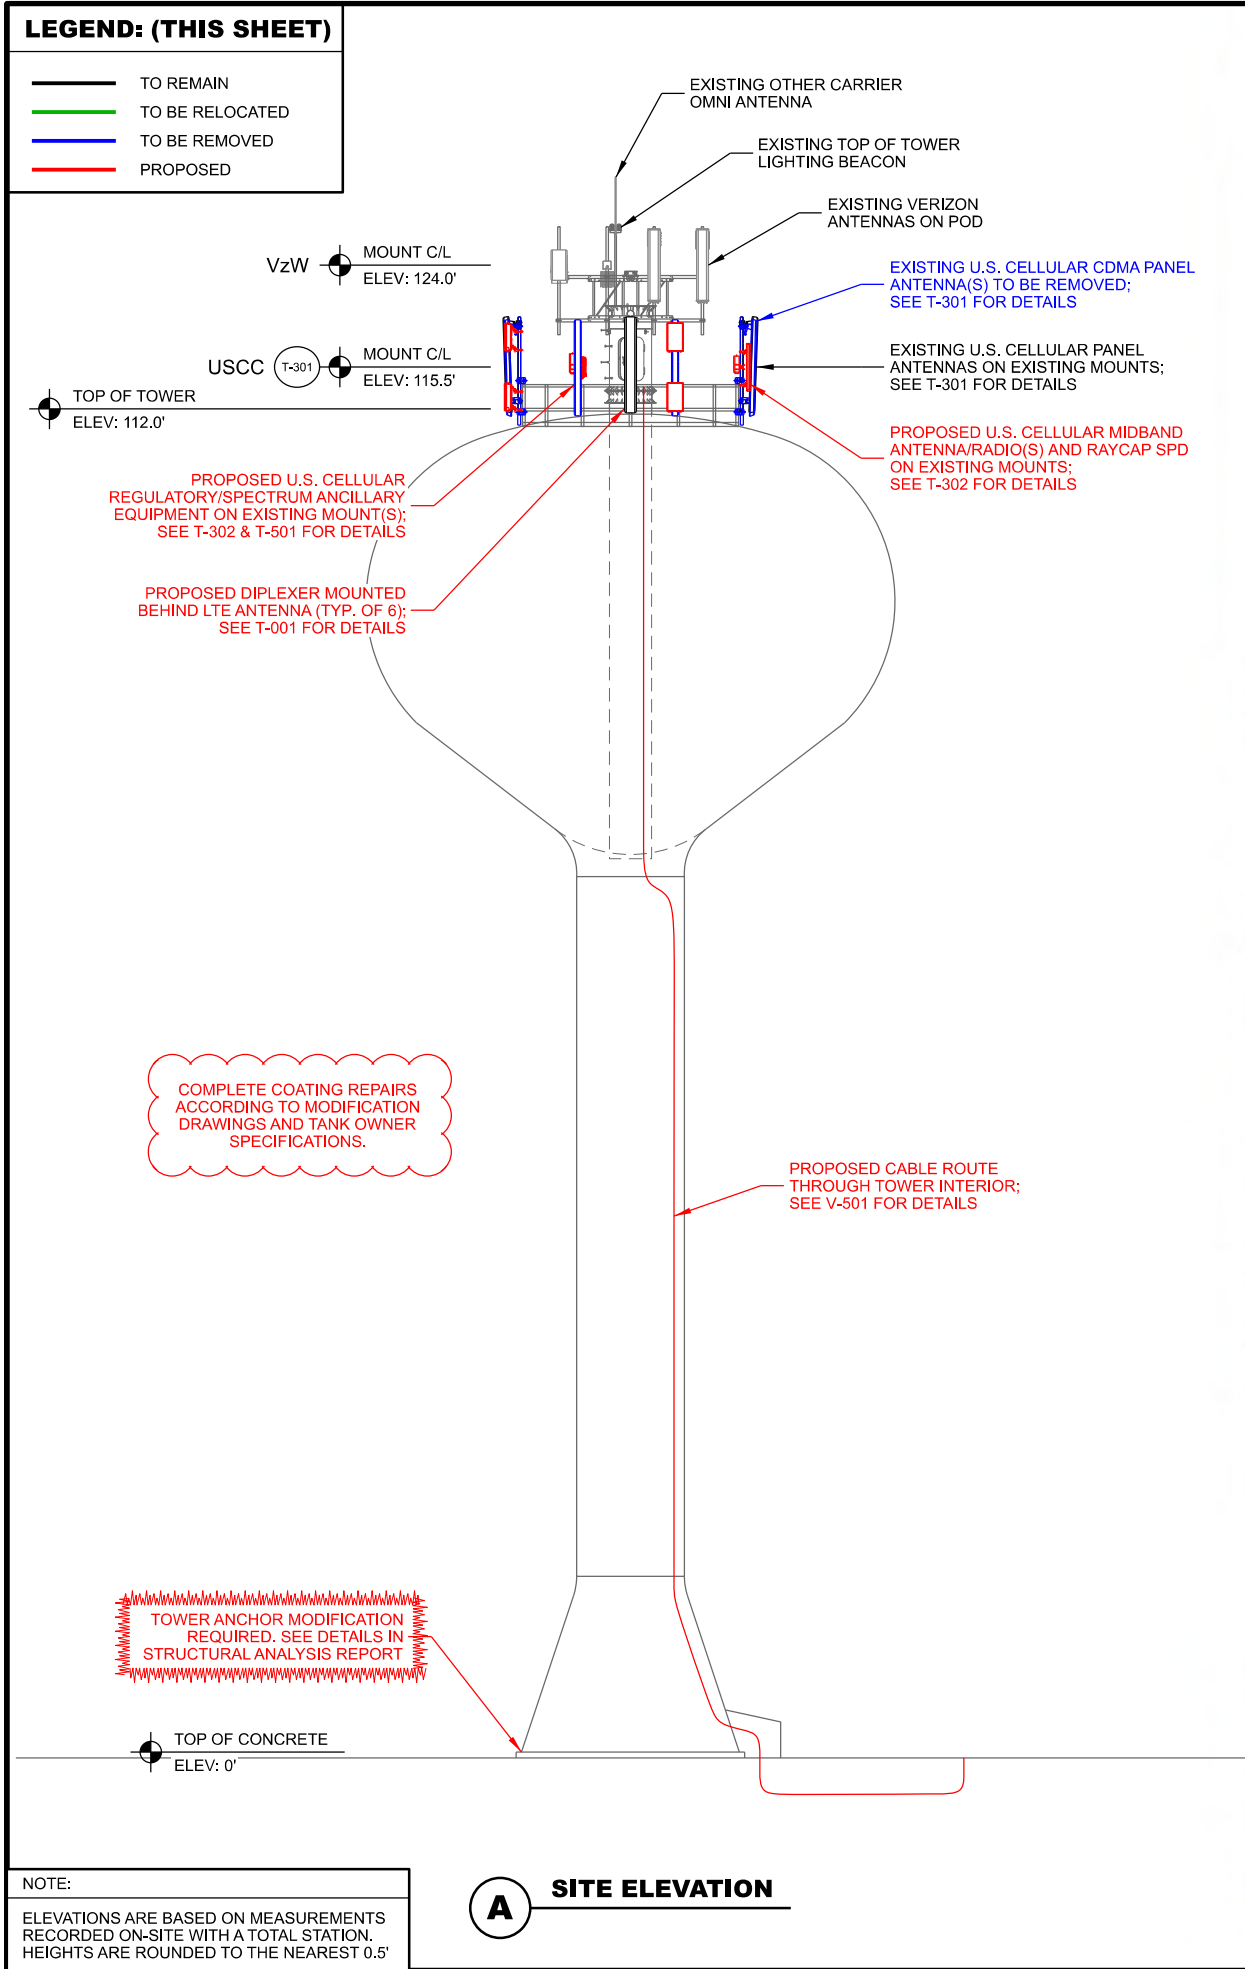 LEGEND: (THIS SHEET)
TO REMAIN
TO BE RELOCATED
TO BE REMOVED
PROPOSED
EXISTING OTHER CARRIER
OMNI ANTENNA
EXISTING TOP OF TOWER
LIGHTING BEACON
EXISTING VERIZON
ANTENNAS ON POD
VzW
MOUNT C/L
ELEV: 124.0'
EXISTING U.S. CELLULAR CDMA PANEL
ANTENNA(S) TO BE REMOVED;
SEE T-301 FOR DETAILS
USCC
T-301
MOUNT C/L
ELEV: 115.5'
EXISTING U.S. CELLULAR PANEL
ANTENNAS ON EXISTING MOUNTS;
SEE T-301 FOR DETAILS
TOP OF TOWER
ELEV: 112.0'
PROPOSED U.S. CELLULAR MIDBAND
ANTENNA/RADIO(S) AND RAYCAP SPD
ON EXISTING MOUNTS;
SEE T-302 FOR DETAILS
PROPOSED U.S. CELLULAR
REGULATORY/SPECTRUM ANCILLARY
EQUIPMENT ON EXISTING MOUNT(S);
SEE T-302 & T-501 FOR DETAILS
PROPOSED DIPLEXER MOUNTED
BEHIND LTE ANTENNA (TYP. OF 6);
SEE T-001 FOR DETAILS
COMPLETE COATING REPAIRS
ACCORDING TO MODIFICATION
DRAWINGS AND TANK OWNER
SPECIFICATIONS.
PROPOSED CABLE ROUTE
THROUGH TOWER INTERIOR;
SEE V-501 FOR DETAILS
TOWER ANCHOR MODIFICATION
REQUIRED. SEE DETAILS IN
STRUCTURAL ANALYSIS REPORT
TOP OF CONCRETE
ELEV: 0'
NOTE:
ELEVATIONS ARE BASED ON MEASUREMENTS
RECORDED ON-SITE WITH A TOTAL STATION.
HEIGHTS ARE ROUNDED TO THE NEAREST 0.5'
A
SITE ELEVATION